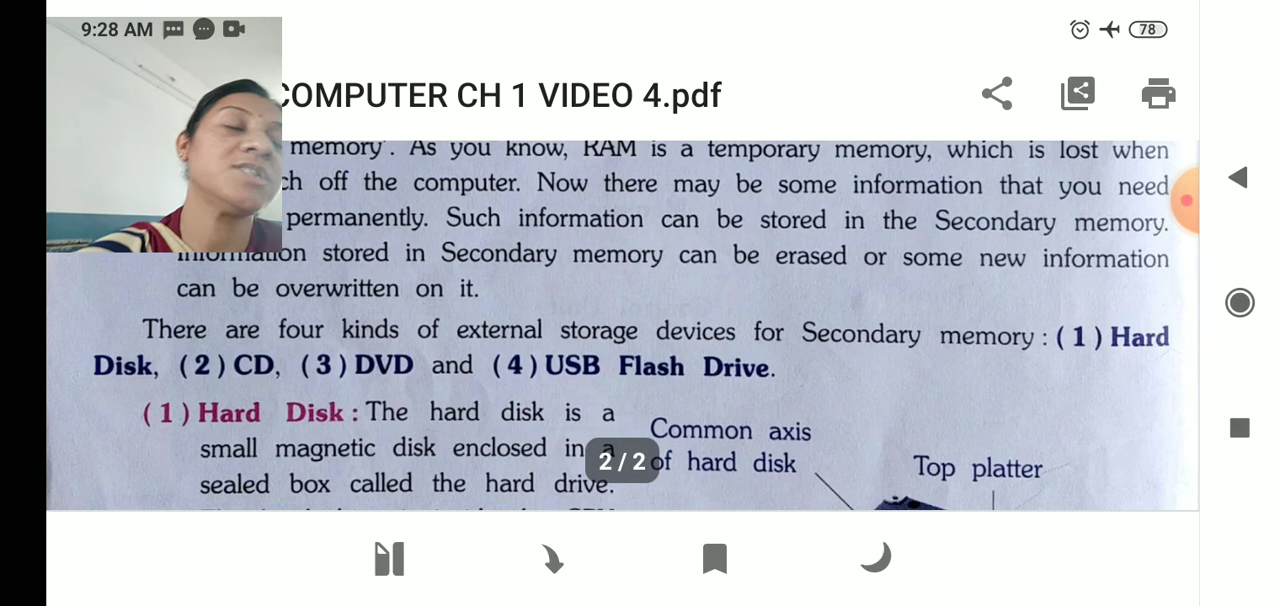 9:28 AM
78
COMPUTER CH 1 VIDEO 4.pdf
memory'. As you know, RAM is a temporary memory, which is lost when
off the computer. Now there may be some information that you need
permanently. Such information can be stored in the Secondary memory.
Information stored in Secondary memory can be erased or some new information
can be overwritten on it.
There are four kinds of external storage devices for Secondary memory : (1) Hard
Disk, (2) CD, (3) DVD and (4) USB Flash Drive.
(1) Hard Disk : The hard disk is a
small magnetic disk enclosed in a
sealed box called the hard drive.
2/2
Common axis
of hard disk
Top platter